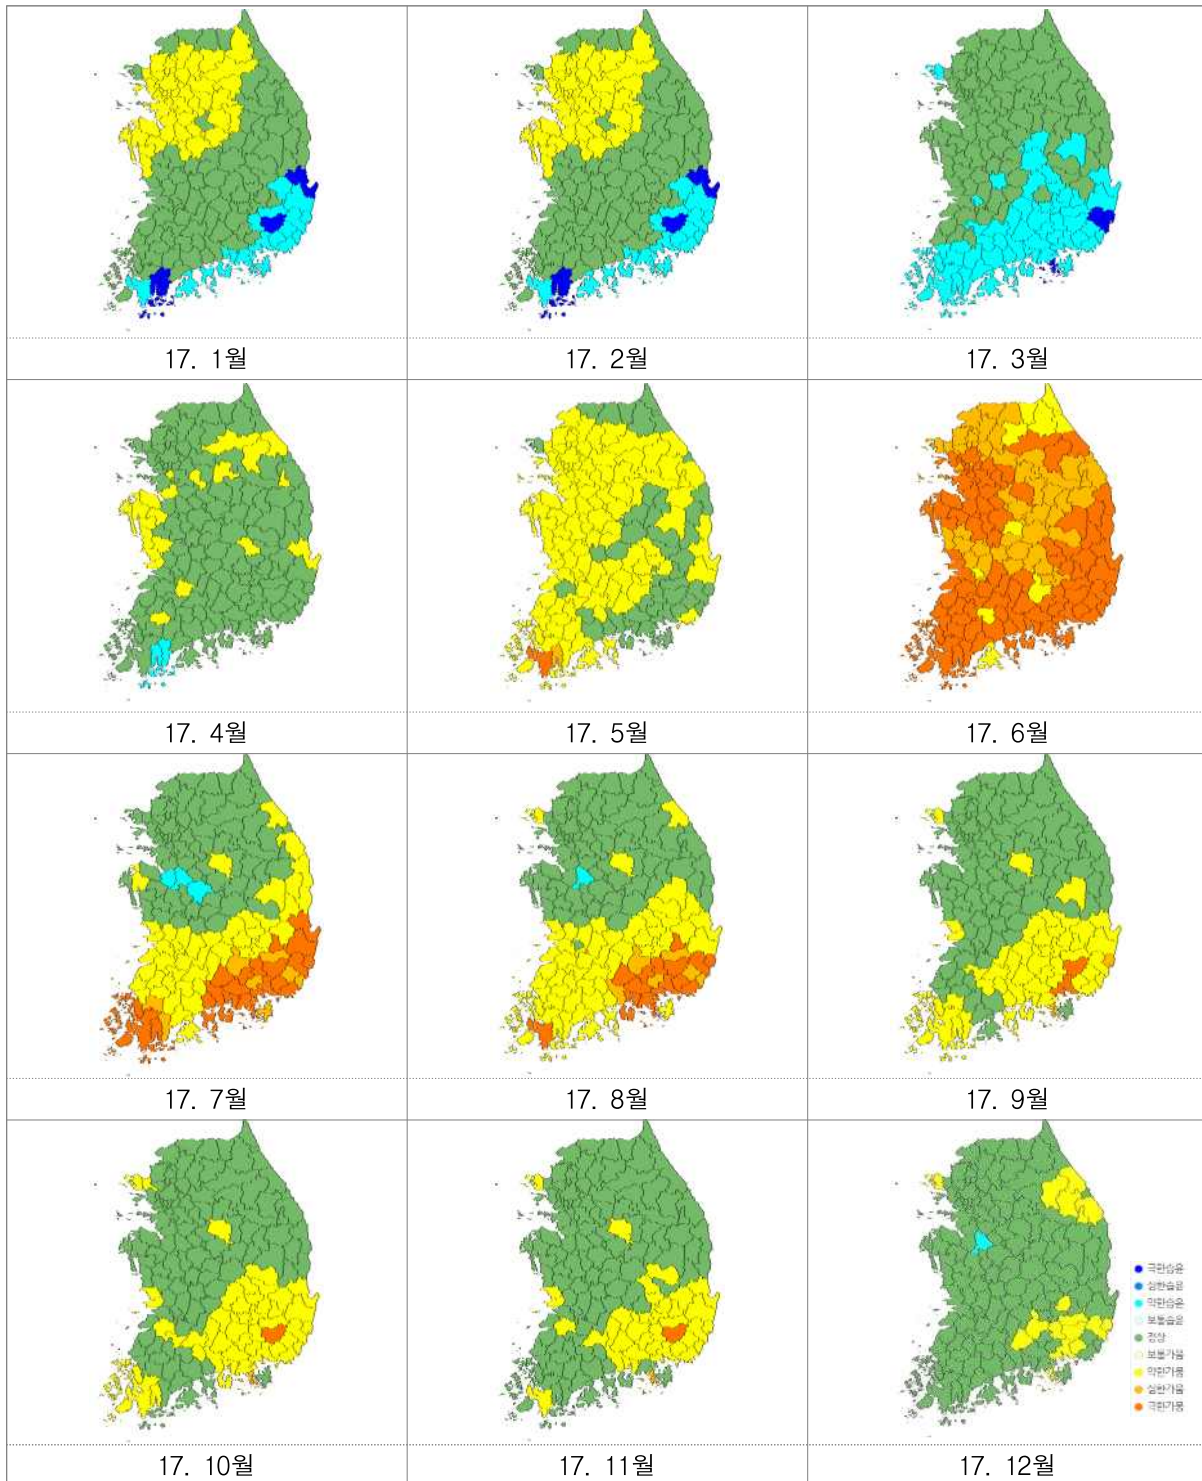 17. 1월
17. 2월
17. 3월
17. 4월
17. 5월
17. 6월
17. 7월
17. 8월
17. 9월
17. 10월
17. 11월
극한습윤
심한습윤
약한습윤
보통습윤
정상
보통가뭄
약한가뭄
심한가뭄
극한가뭄
17. 12월